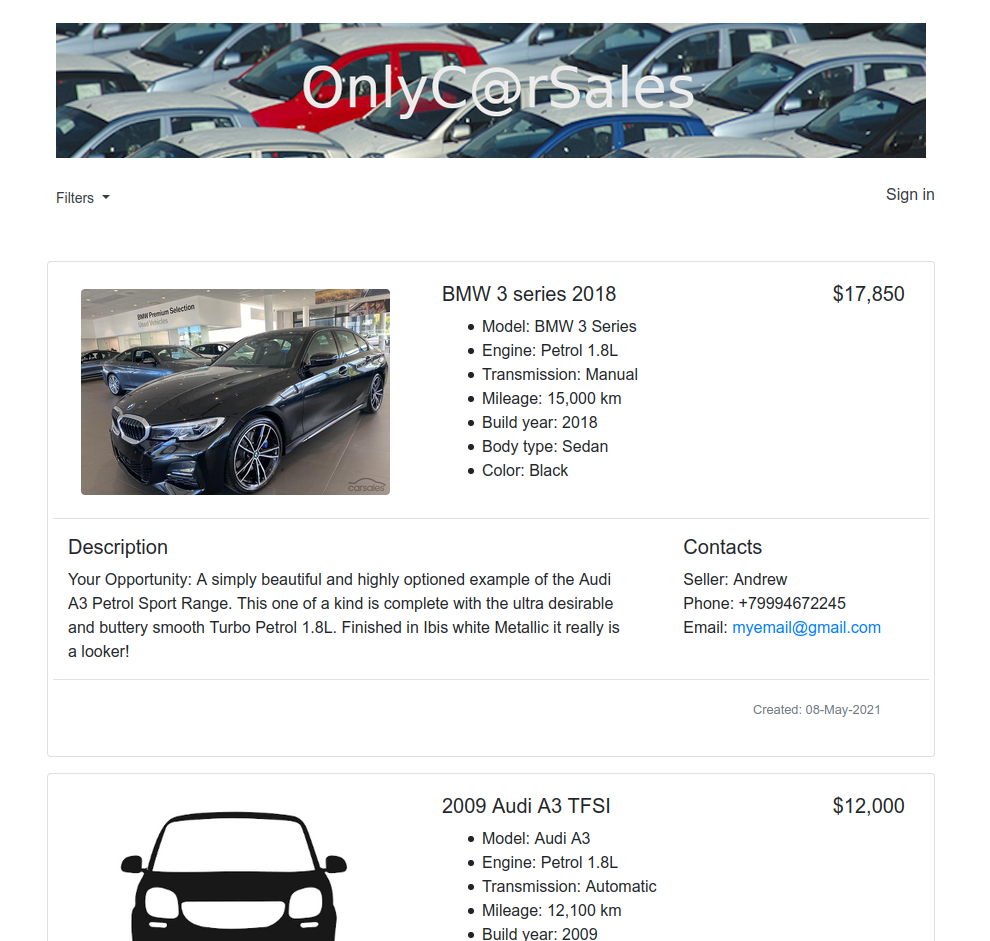 OnlyC@rSales
Filters
Sign in
BMW Premium Selection
Used Vehicles
carsales
BMW 3 series 2018
$17,850
Model: BMW 3 Series
Engine: Petrol 1.8L
Transmission: Manual
Mileage: 15,000 km
Build year: 2018
Body type: Sedan
Color: Black
Description
Your Opportunity: A simply beautiful and highly optioned example of the Audi
A3 Petrol Sport Range. This one of a kind is complete with the ultra desirable
and buttery smooth Turbo Petrol 1.8L. Finished in Ibis white Metallic it really is
a looker!
Contacts
Seller: Andrew
Phone: +79994672245
Email: myemail@gmail.com
Created: 08-May-2021
2009 Audi A3 TFSI
$12,000
Model: Audi A3
Engine: Petrol 1.8L
Transmission: Automatic
Mileage: 12,100 km
Build year: 2009